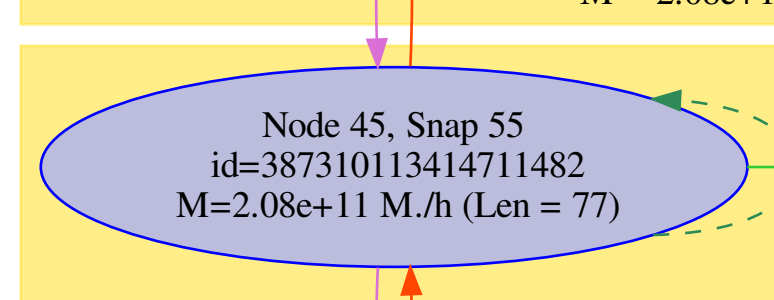 Node 45, Snap 55
id=387310113414711482
M=2.08e+11 M./h (Len = 77)